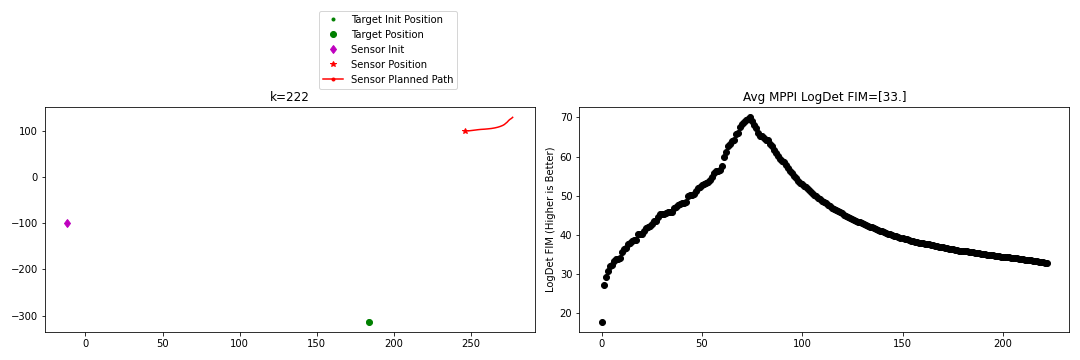 Target Init Position
Target Position
Sensor Init
Sensor Position
Sensor Planned Path
k=222
100
0
−100
−200
−300
0
50
100
150
200
250
Avg MPPI LogDet FIM=[33.]
LogDet FIM (Higher is Better)
70
60
50
40
30
20
0
50
100
150
200